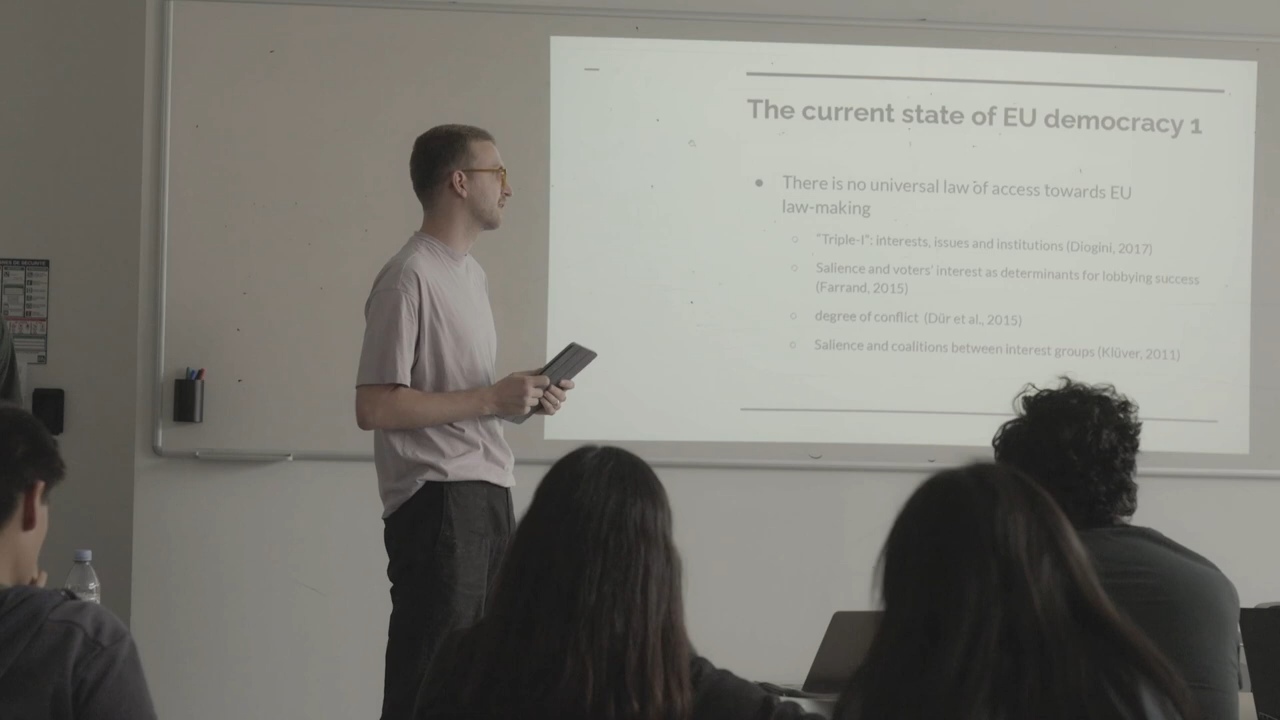 The current state of EU democracy 1
There is no universal law of access towards EU
law-making
"Triple-I": interests, issues and institutions (Diogini, 2017)
Salience and voters' interest as determinants for lobbying success
(Farrand, 2015)
degree of conflict (Dür et al., 2015)
Salience and coalitions between interest groups (Klüver, 2011)